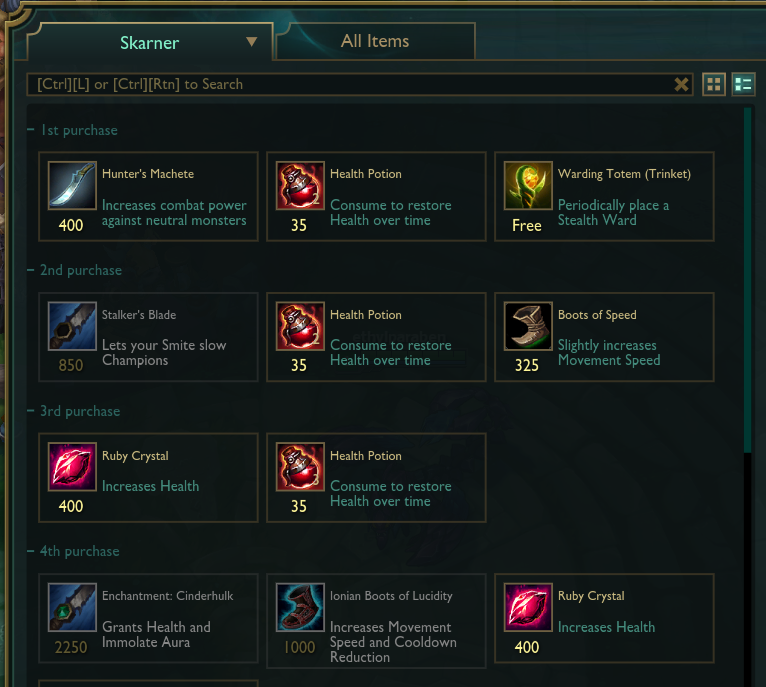 Skarner
All Items
[Ctrl][L] or [Ctrl][Rtn] to Search
1st purchase
Hunter's Machete
Increases combat power
against neutral monsters
400
Health Potion
Consume to restore
Health over time
2
35
Warding Totem (Trinket)
Periodically place a
Stealth Ward
Free
2nd purchase
Stalker's Blade
Lets your Smite slow
Champions
850
Health Potion
Consume to restore
Health over time
2
35
Boots of Speed
Slightly increases
Movement Speed
325
3rd purchase
Ruby Crystal
Increases Health
400
Health Potion
Consume to restore
Health over time
35
4th purchase
Enchantment: Cinderhulk
Grants Health and
Immolate Aura
2250
Ionian Boots of Lucidity
Increases Movement
Speed and Cooldown
Reduction
1000
Ruby Crystal
Increases Health
400